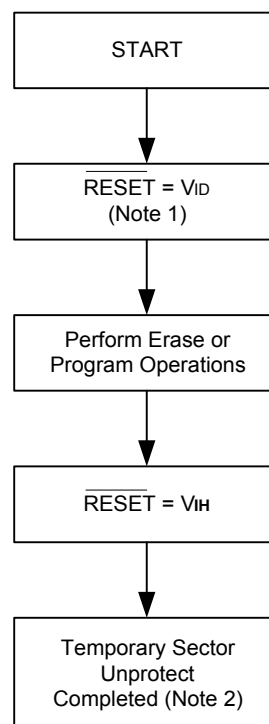 START
RESET = VID
(Note 1)
Perform Erase or
Program Operations
RESET = VIH
Temporary Sector
Unprotect
Completed (Note 2)